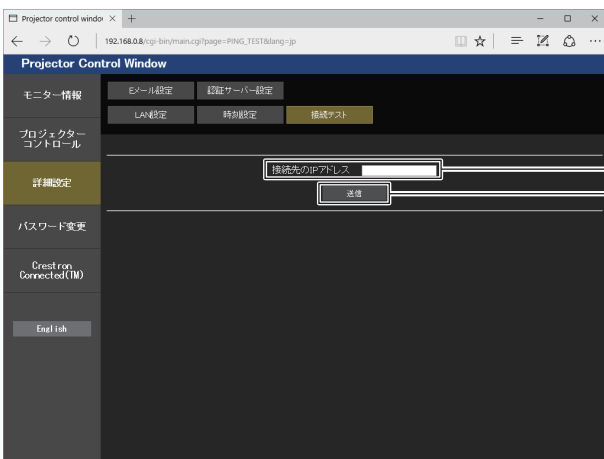 Projector control windo
192.168.0.8/cgi-bin/main.cgi?page=PING_TEST&lang=jp
Projector Control Window
モニター情報
Eメール設定 認証サーバー設定
LAN設定 時刻設定 接続テスト
プロジェクター
コントロール
接続先のIPアドレス
詳細設定
送信
パスワード変更
Crestron
Connected(TM)
English